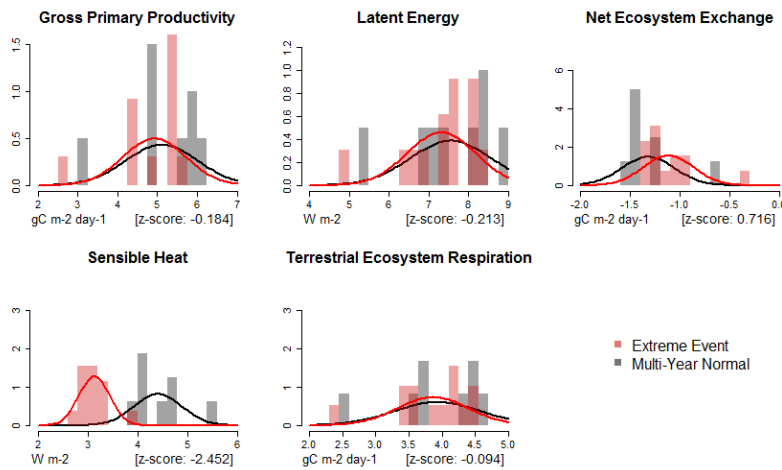 Gross Primary Productivity
1.5
1.0
0.5
0.0
2 3 4 5 6 7
gC m-2 day-1 [z-score: -0.184]
Latent Energy
1.2
1.0
0.8
0.6
0.4
0.2
0.0
4 5 6 7 8 9
W m-2 [z-score: -0.213]
Net Ecosystem Exchange
6
4
2
0
-2.0 -1.5 -1.0 -0.5 0.0
gC m-2 day-1 [z-score: 0.716]
Sensible Heat
3
2
1
0
2 3 4 5 6
W m-2 [z-score: -2.452]
Terrestrial Ecosystem Respiration
3
2
1
0
2.0 2.5 3.0 3.5 4.0 4.5 5.0
gC m-2 day-1 [z-score: -0.094]
Extreme Event
Multi-Year Normal